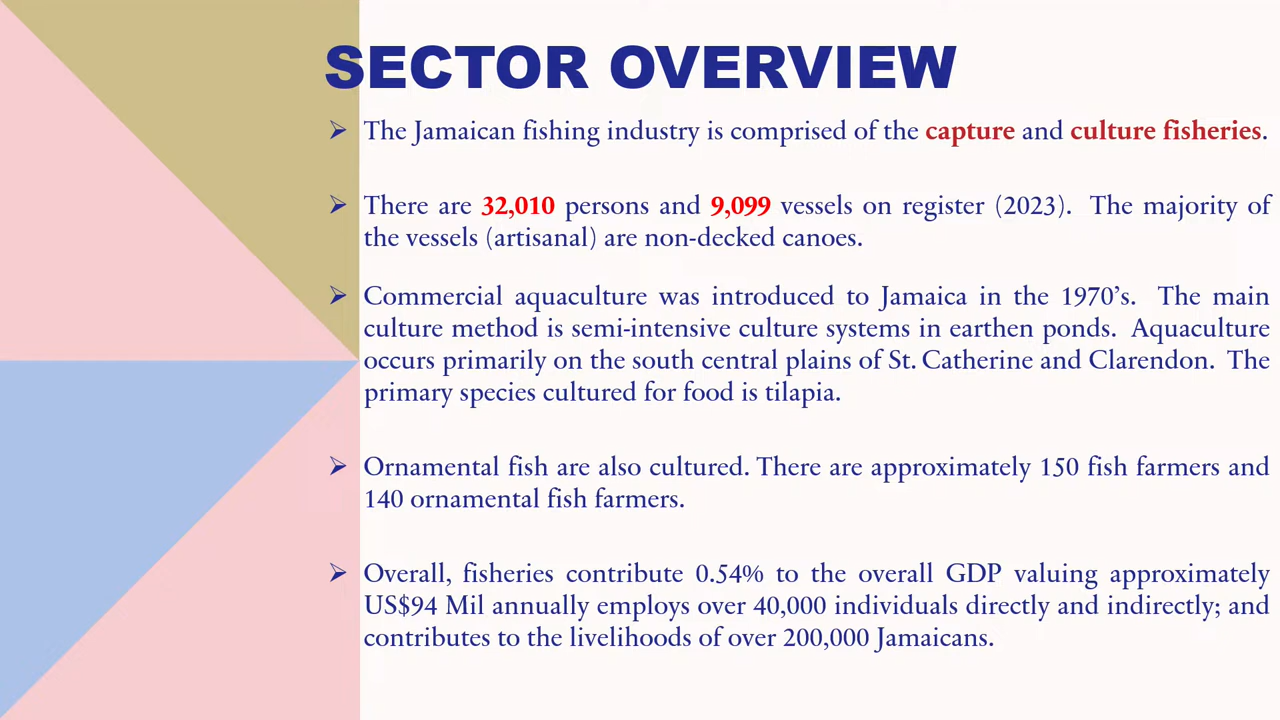 SECTOR OVERVIEW
➢ The Jamaican fishing industry is comprised of the capture and culture fisheries.
➢ There are 32,010 persons and 9,099 vessels on register (2023). The majority of
the vessels (artisanal) are non-decked canoes.
➢ Commercial aquaculture was introduced to Jamaica in the 1970’s. The main
culture method is semi-intensive culture systems in earthen ponds. Aquaculture
occurs primarily on the south central plains of St. Catherine and Clarendon. The
primary species cultured for food is tilapia.
➢ Ornamental fish are also cultured. There are approximately 150 fish farmers and
140 ornamental fish farmers.
➢ Overall, fisheries contribute 0.54% to the overall GDP valuing approximately
US$94 Mil annually employs over 40,000 individuals directly and indirectly; and
contributes to the livelihoods of over 200,000 Jamaicans.